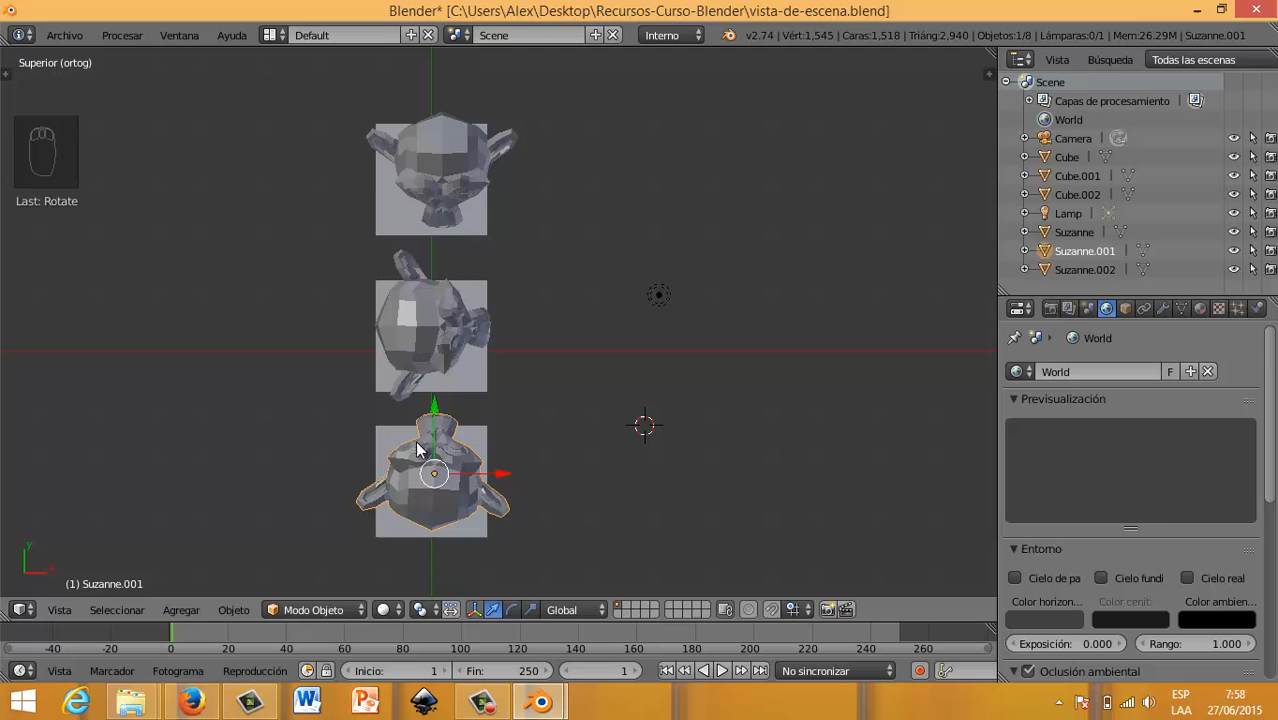 Blender* [C:\Users\Alex\Desktop\Recursos-Curso-Blender\vista-de-escena.blend]
Archivo Procesar Ventana Ayuda Default Scene Interno v2.74 | Vért:1,545 | Caras:1,518 | Triáng:2,940 | Objetos:1/8 | Lámparas:0/1 | Mem:26.29M | Suzanne.001
Superior (ortog)
Last: Rotate
y
x
(1) Suzanne.001
Vista Búsqueda Todas las escenas
Scene
Capas de procesamiento
World
Camera
Cube
Cube.001
Cube.002
Lamp
Suzanne
Suzanne.001
Suzanne.002
World
World F
Previsualización
Entorno
Cielo de pa Cielo fundi Cielo real
Color horizon... Color cenit: Color ambien...
Exposición: 0.000 Rango: 1.000
Oclusión ambiental
Vista Seleccionar Agregar Objeto Modo Objeto Global
-40 -20 0 20 40 60 80 100 120 140 160 180 200 220 240 260
Vista Marcador Fotograma Reproducción Inicio: 1 Fin: 250 1 No sincronizar
ESP 7:58
LAA 27/06/2015